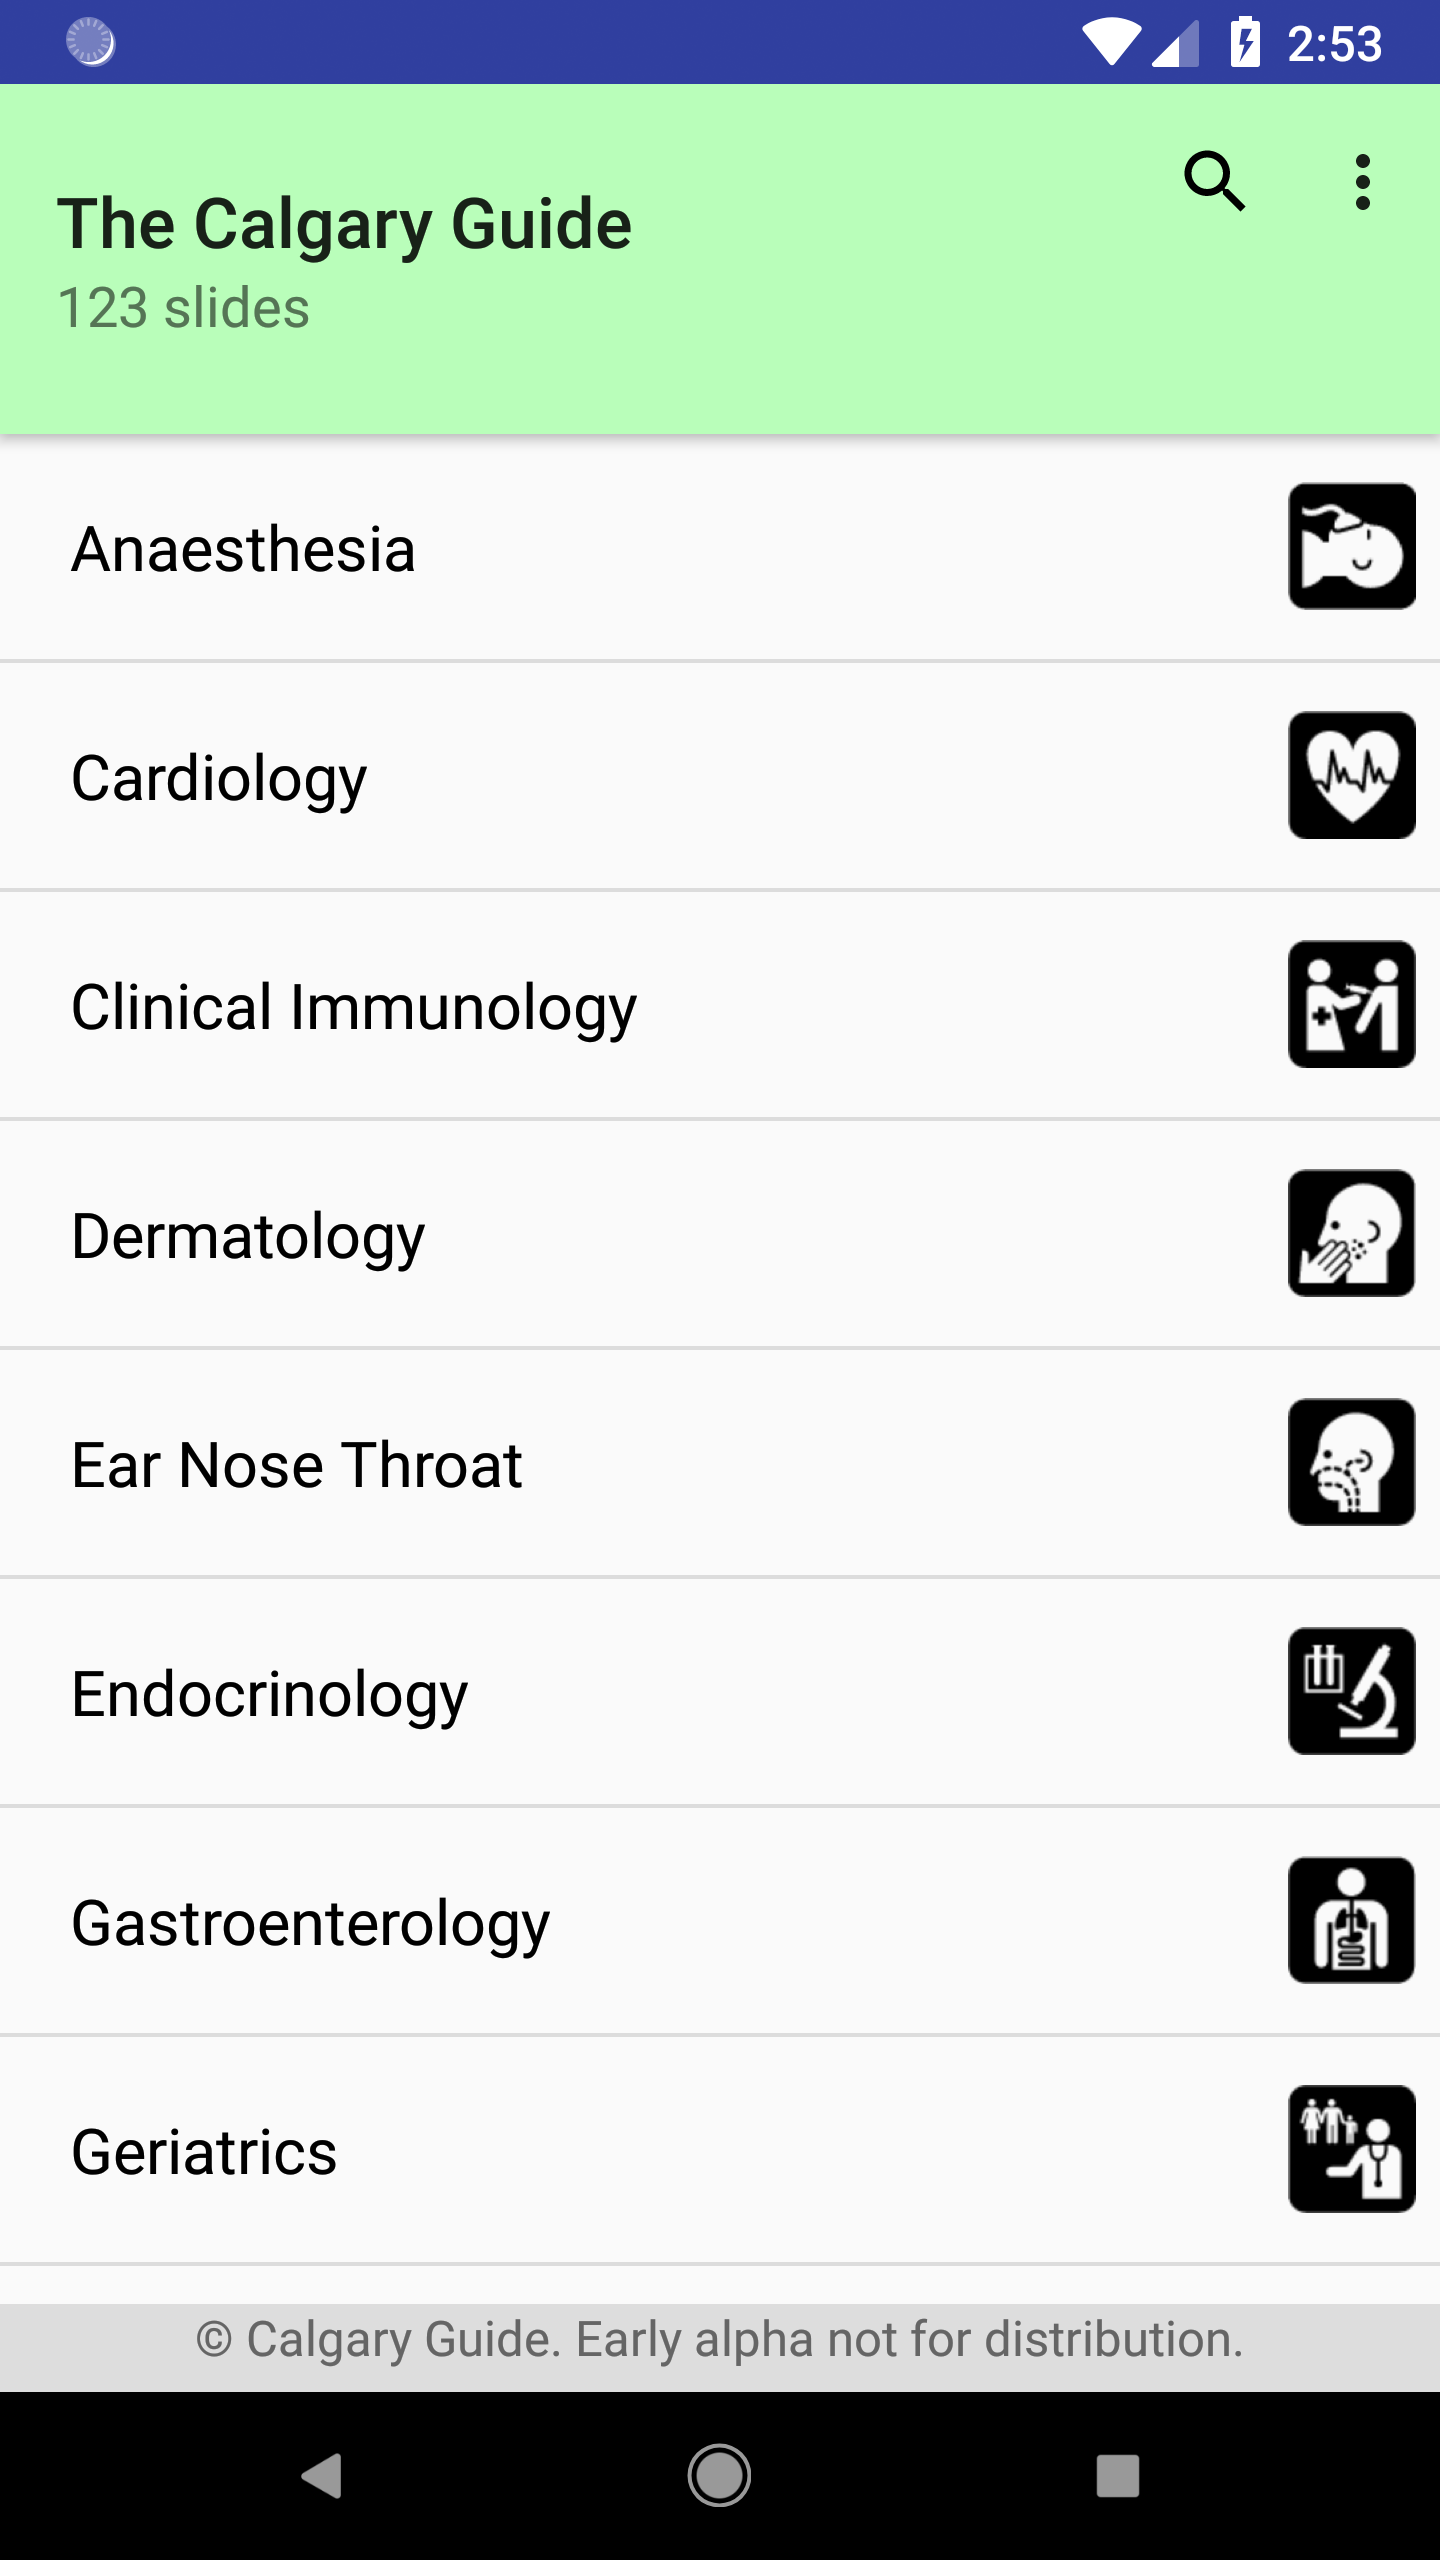 2:53
The Calgary Guide
123 slides
Anaesthesia
Cardiology
Clinical Immunology
Dermatology
Ear Nose Throat
Endocrinology
Gastroenterology
Geriatrics
© Calgary Guide. Early alpha not for distribution.